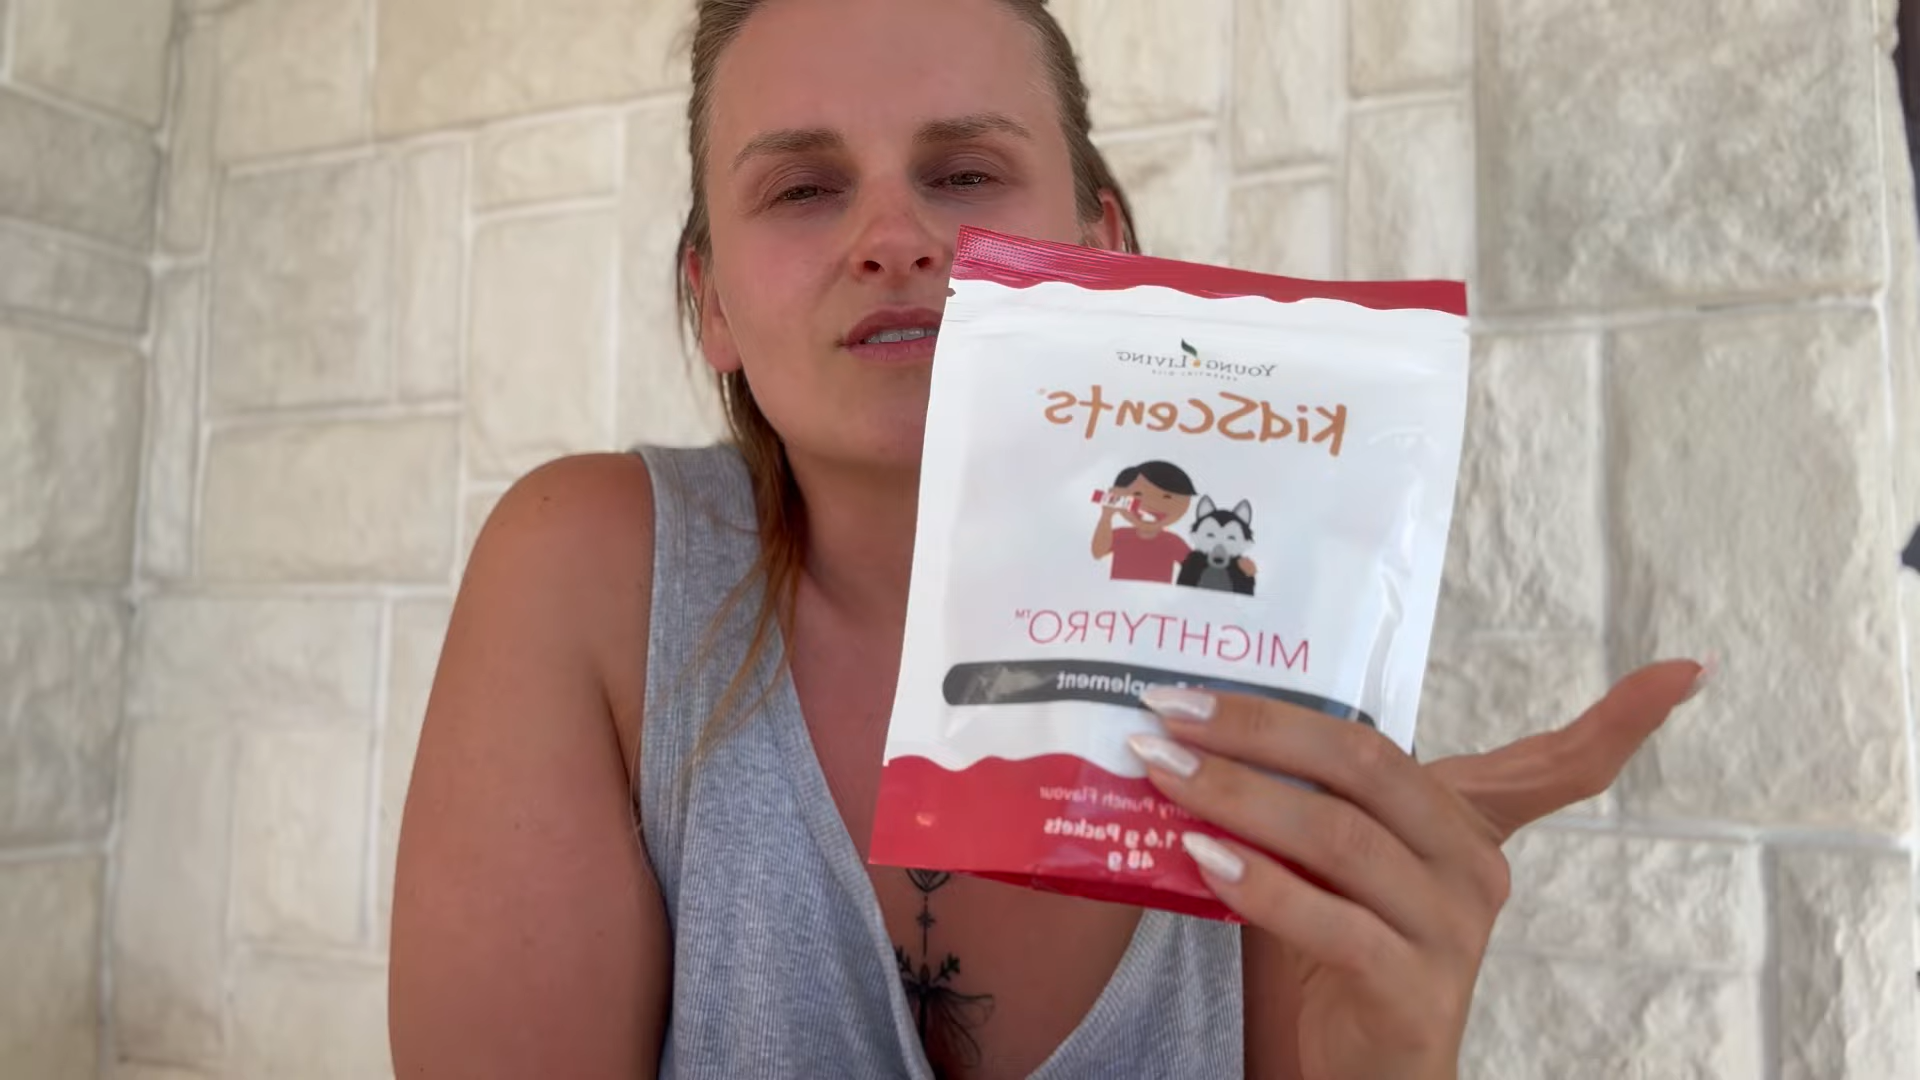 YOUNG LIVING
ESSENTIAL OILS
KidScents
MIGHTYPRO™
Supplement
Punch Flavour
1.6 g Packets
48 g